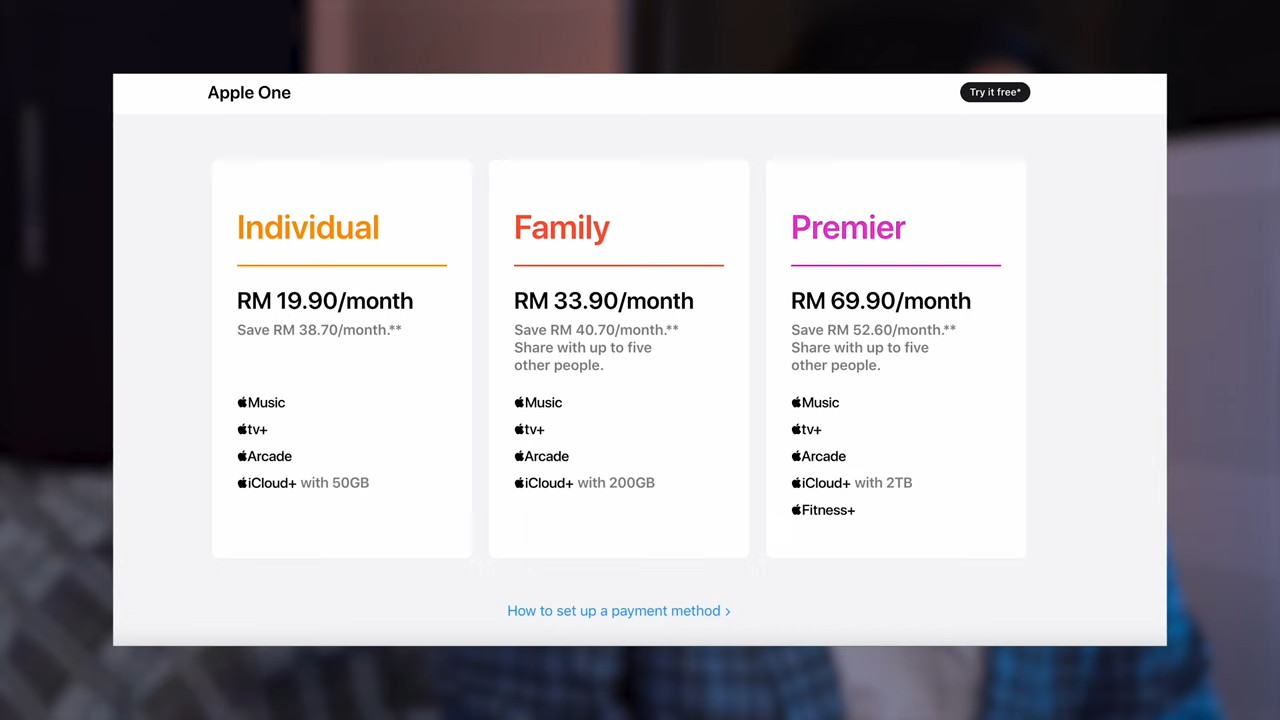 Apple One
Try it free*
Individual
RM 19.90/month
Save RM 38.70/month.**
Music
tv+
Arcade
iCloud+ with 50GB
Family
RM 33.90/month
Save RM 40.70/month.**
Share with up to five
other people.
Music
tv+
Arcade
iCloud+ with 200GB
Premier
RM 69.90/month
Save RM 52.60/month.**
Share with up to five
other people.
Music
tv+
Arcade
iCloud+ with 2TB
Fitness+
How to set up a payment method >